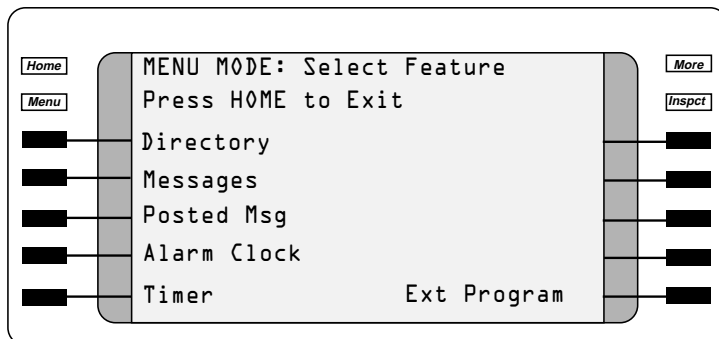 Home
More
MENU MODE: Select Feature
Menu
Inspct
Press HOME to Exit
Directory
Messages
Posted Msg
Alarm Clock
Timer Ext Program